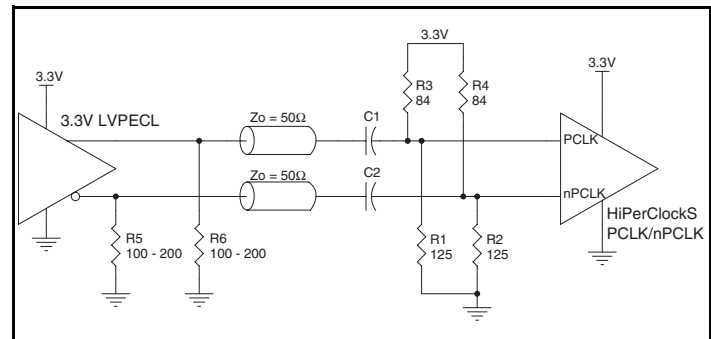 3.3V
3.3V
3.3V
R3
84
R4
84
3.3V LVPECL
Zo = 50Ω
C1
PCLK
Zo = 50Ω
C2
nPCLK
HiPerClockS
PCLK/nPCLK
R5
100 - 200
R6
100 - 200
R1
125
R2
125